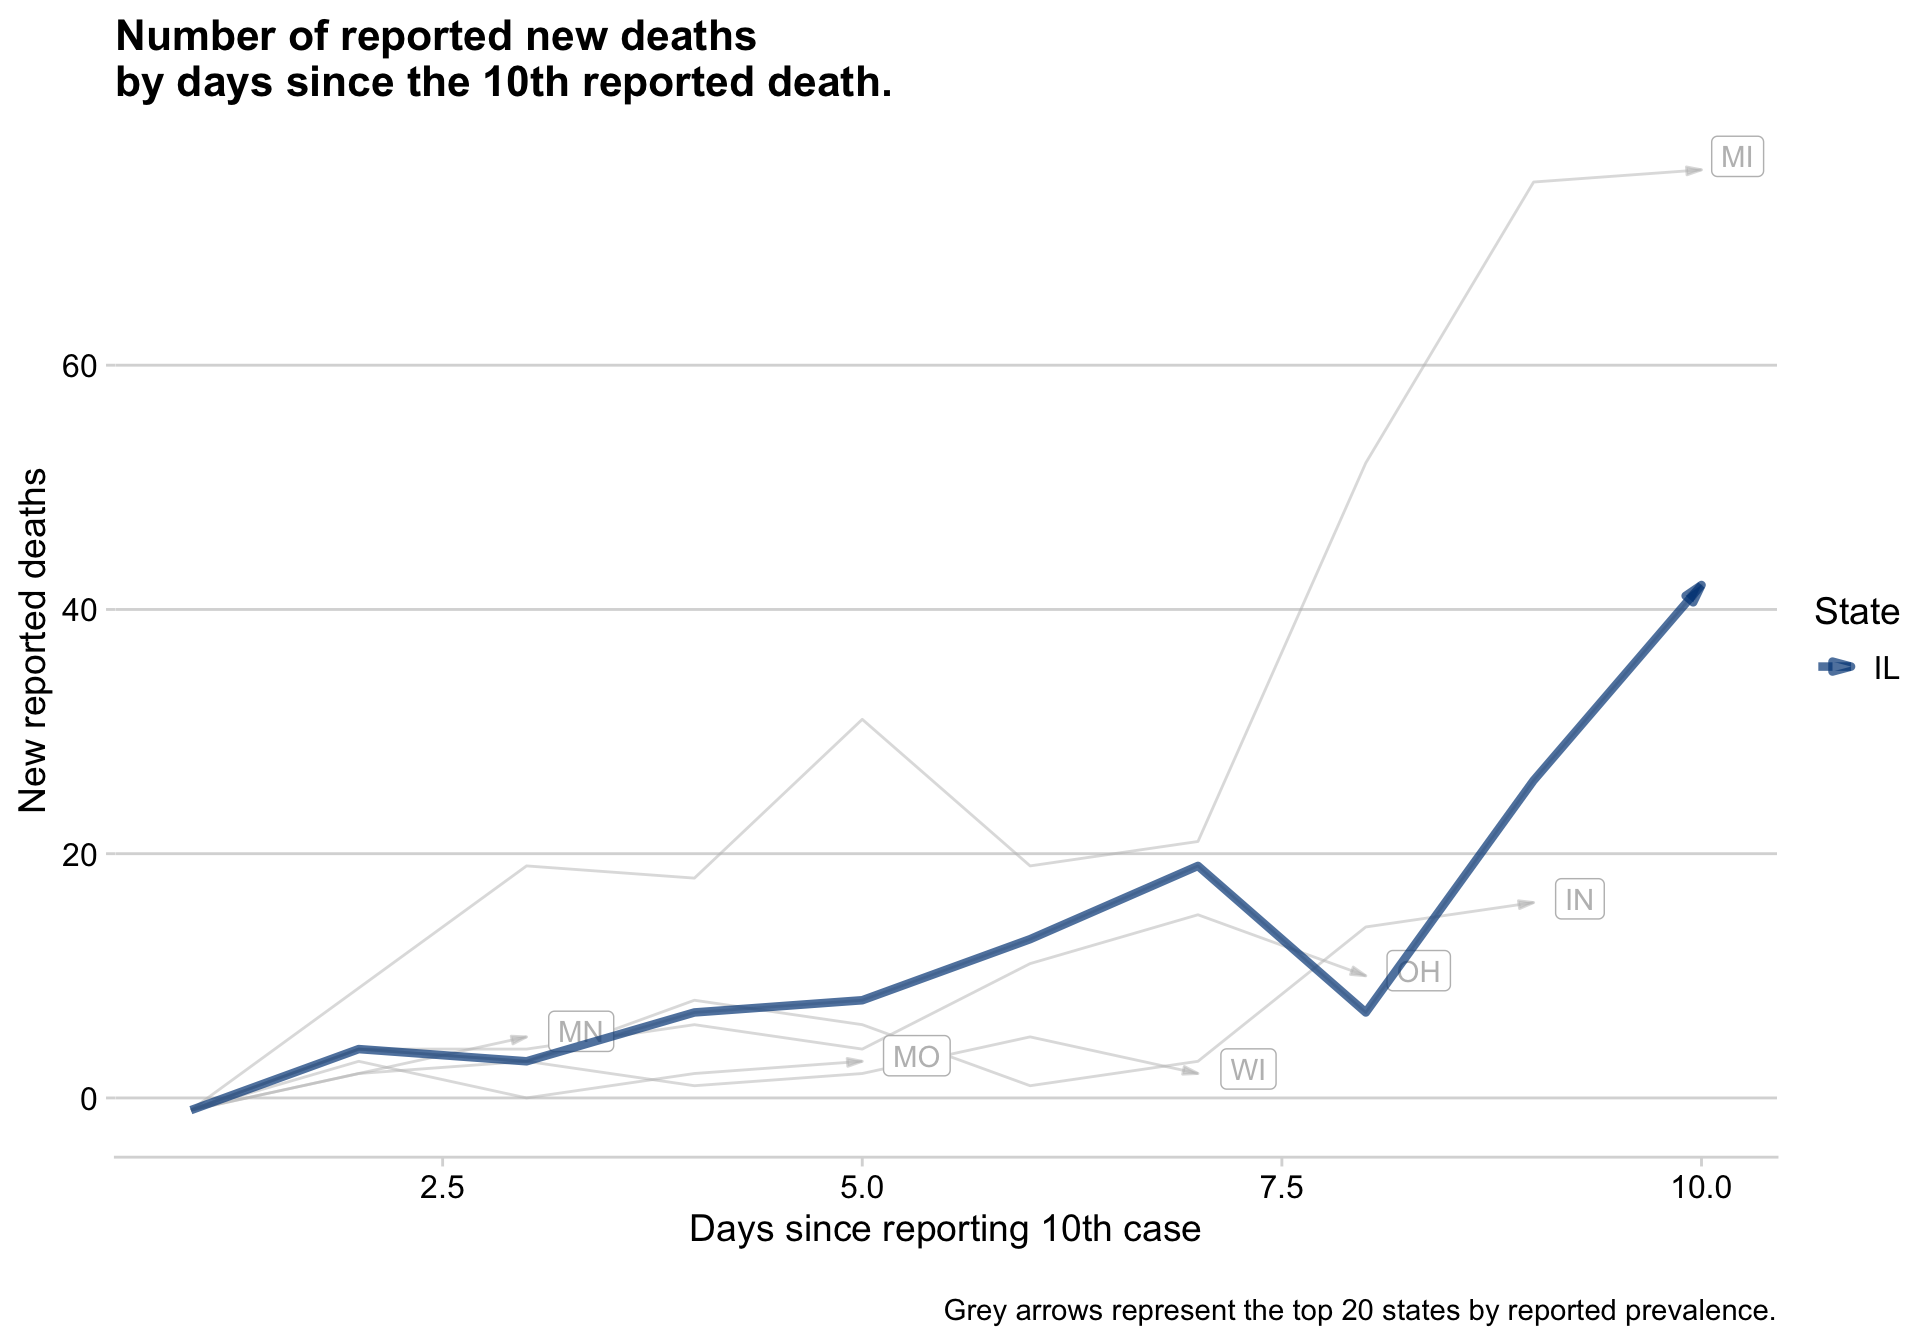 Number of reported new deaths
by days since the 10th reported death.
MI
60
New reported deaths
40
State
IL
20
IN
OH
MN
MO
WI
0
2.5 5.0 7.5 10.0
Days since reporting 10th case
Grey arrows represent the top 20 states by reported prevalence.